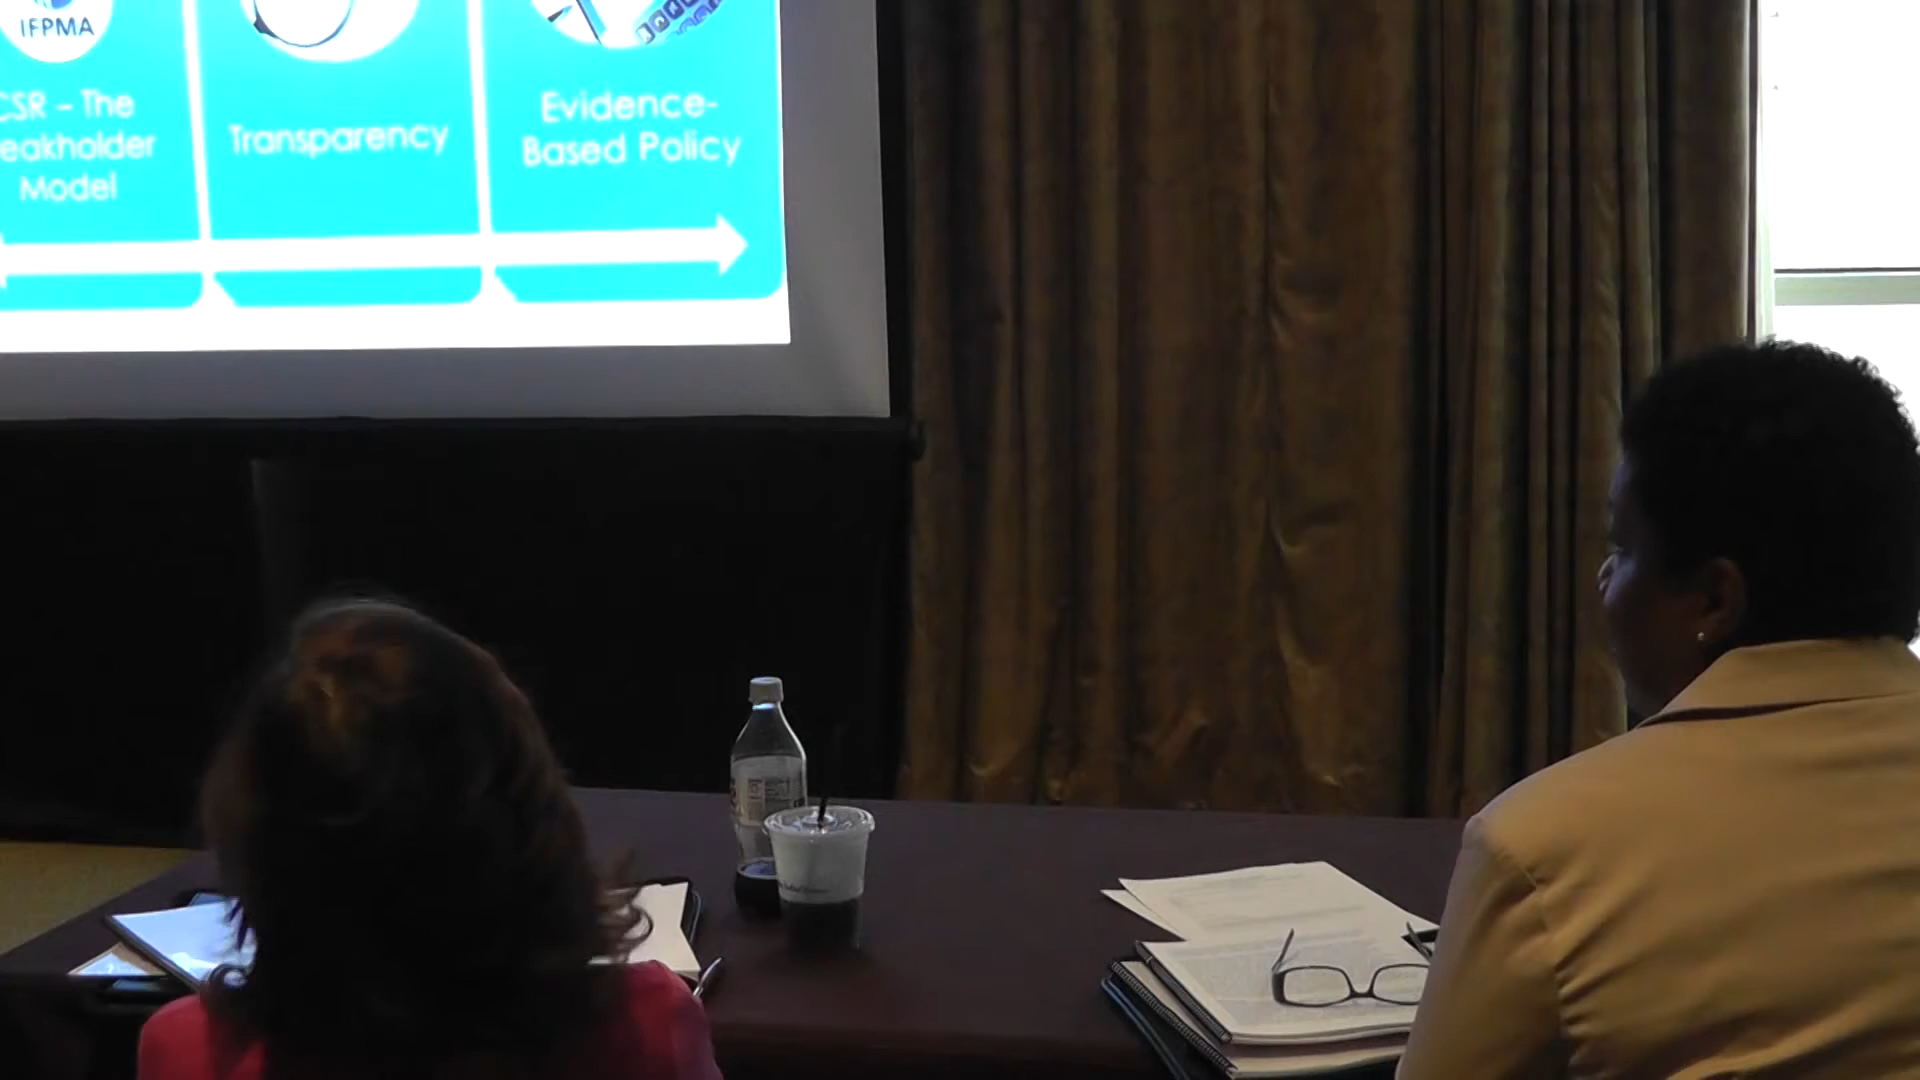 IFPMA
CSR – The
eakholder
Model
Transparency
Evidence-
Based Policy